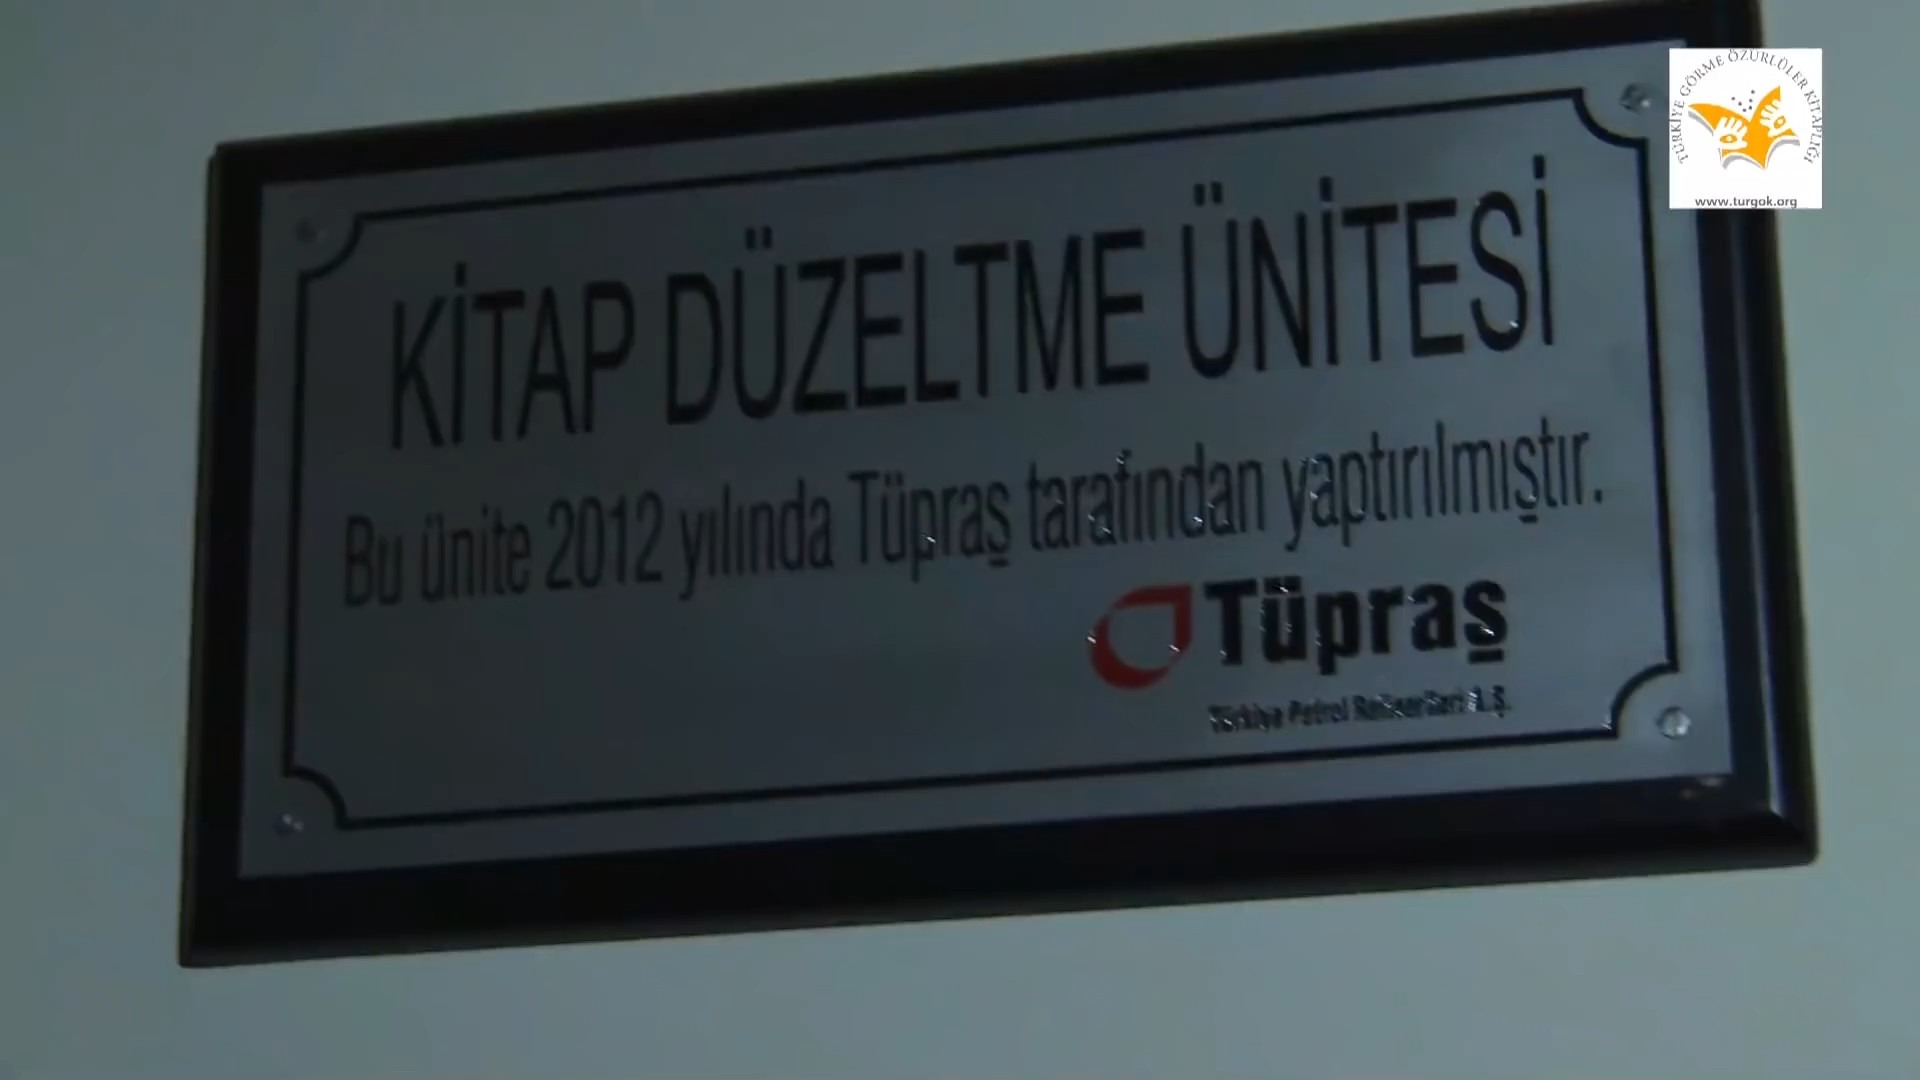 TÜRKİYE GÖRME ÖZÜRLÜLER KİTAPLIĞI
www.turgok.org
KİTAP DÜZELTME ÜNİTESİ
Bu ünite 2012 yılında Tüpraş tarafından yaptırılmıştır.
Tüpraş
Türkiye Petrol Rafinerileri A.Ş.